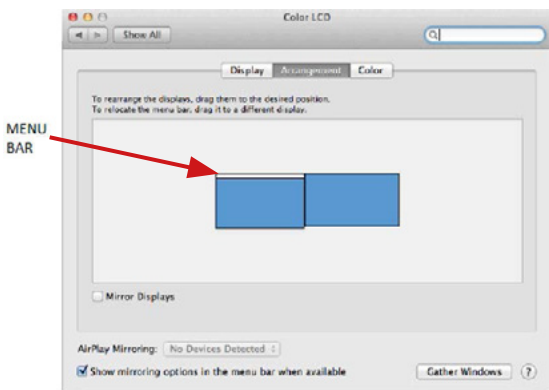 Color LCD
Show All
Display Arrangement Color
To rearrange the displays, drag them to the desired position.
To relocate the menu bar, drag it to a different display.
MENU
BAR
Mirror Displays
AirPlay Mirroring: No Devices Detected
Show mirroring options in the menu bar when available
Gather Windows ?